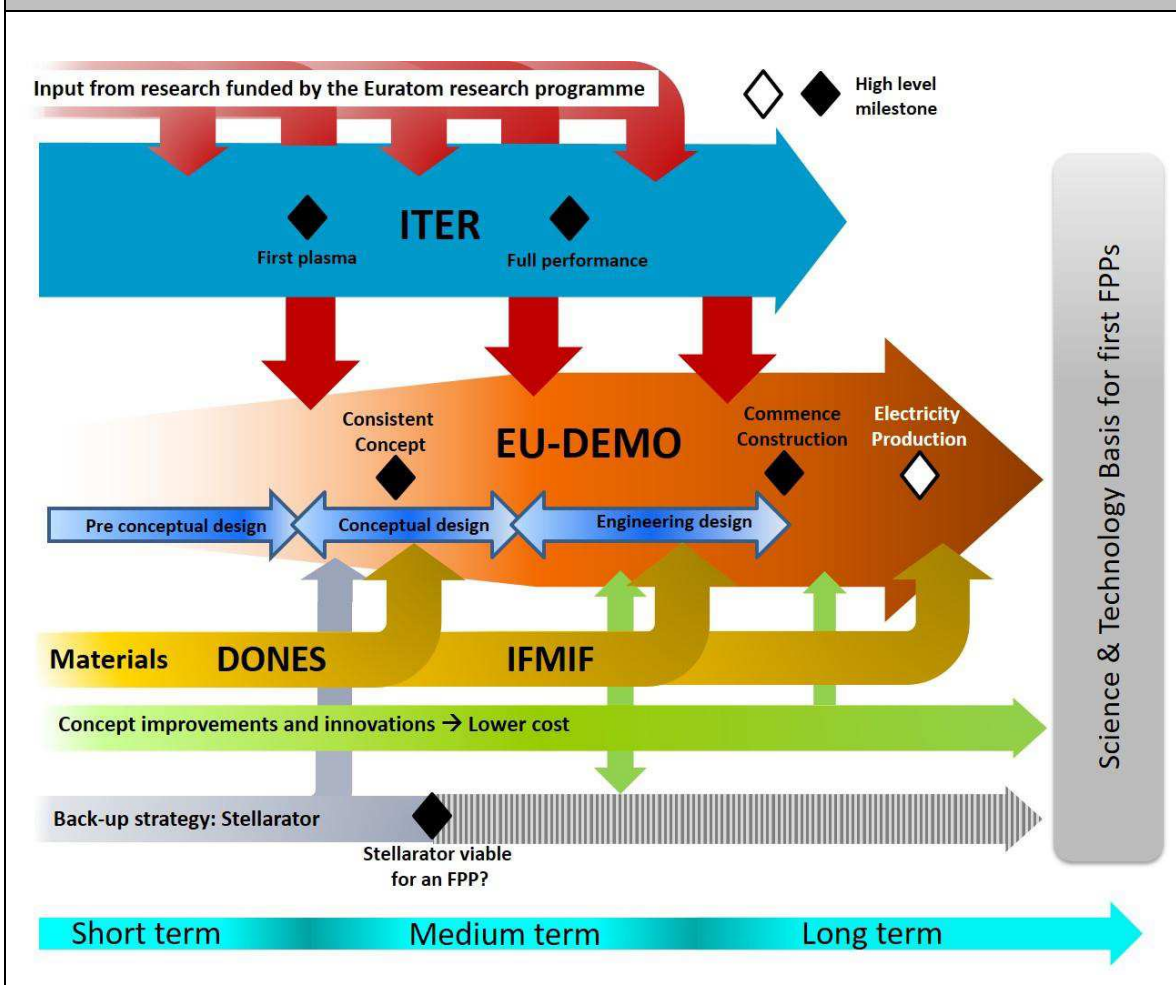 Input from research funded by the Euratom research programme
High level
milestone
ITER
First plasma
Full performance
Consistent
Concept
EU-DEMO
Commence
Construction
Electricity
Production
Pre conceptual design
Conceptual design
Engineering design
Materials
DONES
IFMIF
Concept improvements and innovations → Lower cost
Back-up strategy: Stellarator
Stellarator viable
for an FPP?
Short term
Medium term
Long term
Science & Technology Basis for first FPPs